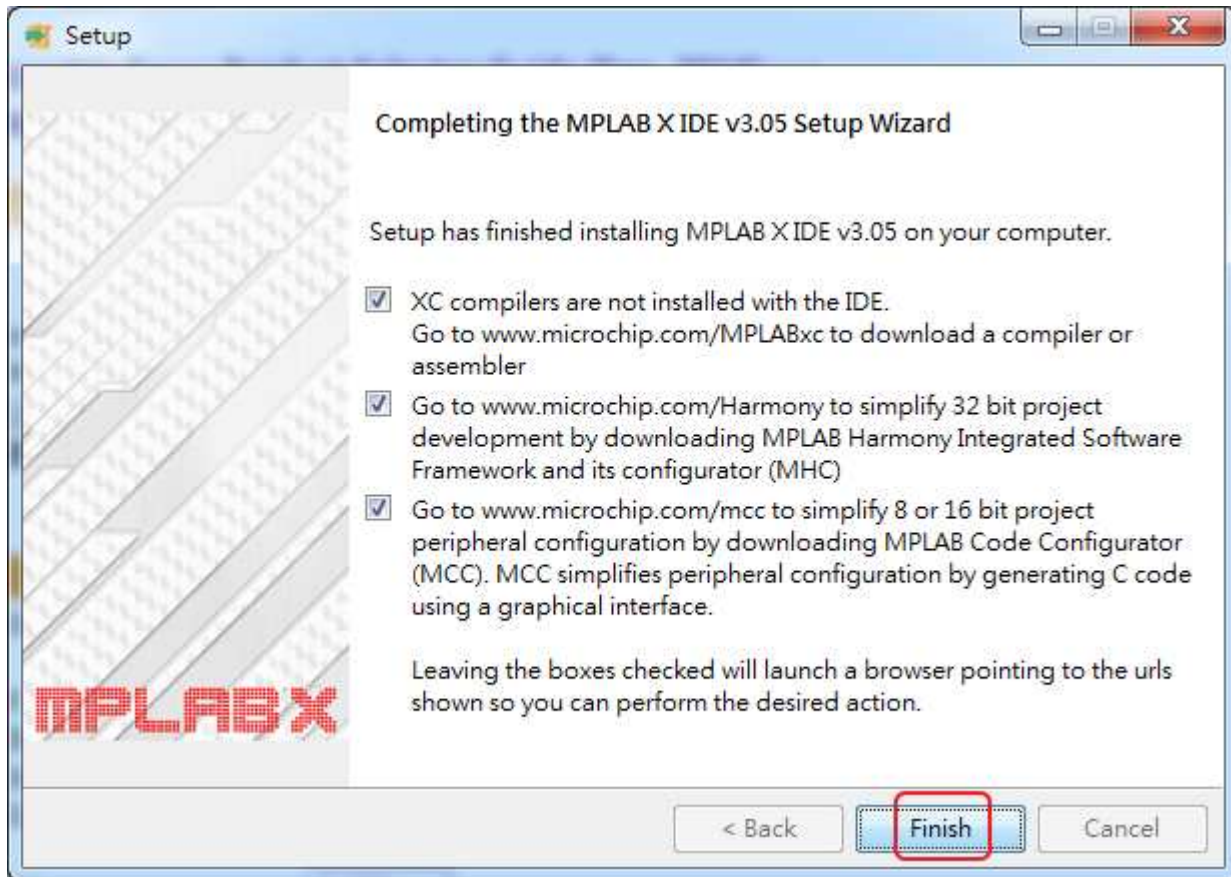 Setup
Completing the MPLAB X IDE v3.05 Setup Wizard
Setup has finished installing MPLAB X IDE v3.05 on your computer.
XC compilers are not installed with the IDE.
Go to www.microchip.com/MPLABxc to download a compiler or
assembler
Go to www.microchip.com/Harmony to simplify 32 bit project
development by downloading MPLAB Harmony Integrated Software
Framework and its configurator (MHC)
Go to www.microchip.com/mcc to simplify 8 or 16 bit project
peripheral configuration by downloading MPLAB Code Configurator
(MCC). MCC simplifies peripheral configuration by generating C code
using a graphical interface.
Leaving the boxes checked will launch a browser pointing to the urls
shown so you can perform the desired action.
MPLABX
< Back Finish Cancel